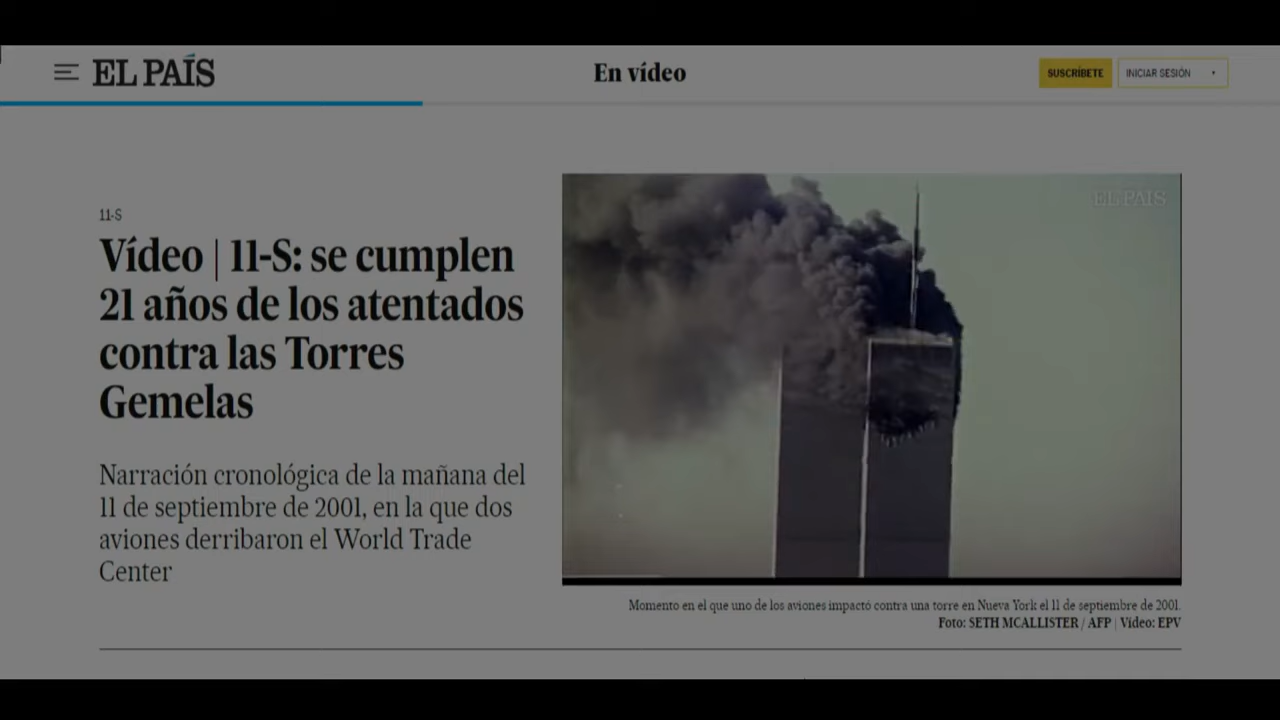 EL PAÍS
En vídeo
SUSCRÍBETE
INICIAR SESIÓN
11-S
Vídeo | 11-S: se cumplen
21 años de los atentados
contra las Torres
Gemelas
Narración cronológica de la mañana del
11 de septiembre de 2001, en la que dos
aviones derribaron el World Trade
Center
EL PAÍS
Momento en el que uno de los aviones impactó contra una torre en Nueva York el 11 de septiembre de 2001.
Foto: SETH MCALLISTER / AFP | Vídeo: EPV